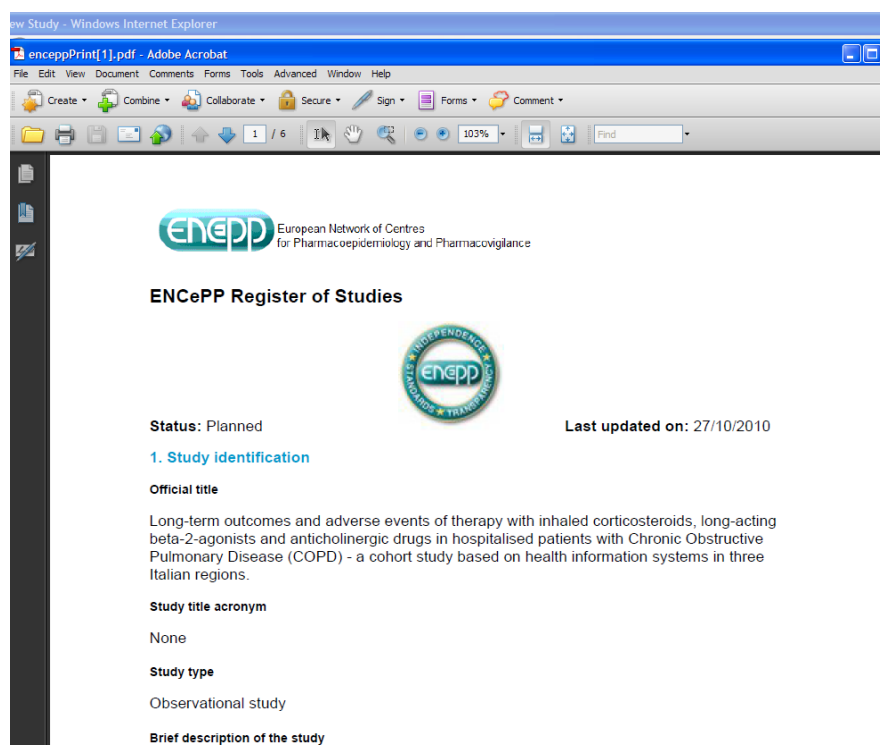 ew Study - Windows Internet Explorer
enceppPrint[1].pdf - Adobe Acrobat
File Edit View Document Comments Forms Tools Advanced Window Help
Create Combine Collaborate Secure Sign Forms Comment
1 / 6 103% Find
ENCePP European Network of Centres
for Pharmacoepidemiology and Pharmacovigilance
ENCePP Register of Studies
INDEPENDENCE
STANDARDS ENCePP TRANSPARENCY
Status: Planned Last updated on: 27/10/2010
1. Study identification
Official title
Long-term outcomes and adverse events of therapy with inhaled corticosteroids, long-acting
beta-2-agonists and anticholinergic drugs in hospitalised patients with Chronic Obstructive
Pulmonary Disease (COPD) - a cohort study based on health information systems in three
Italian regions.
Study title acronym
None
Study type
Observational study
Brief description of the study